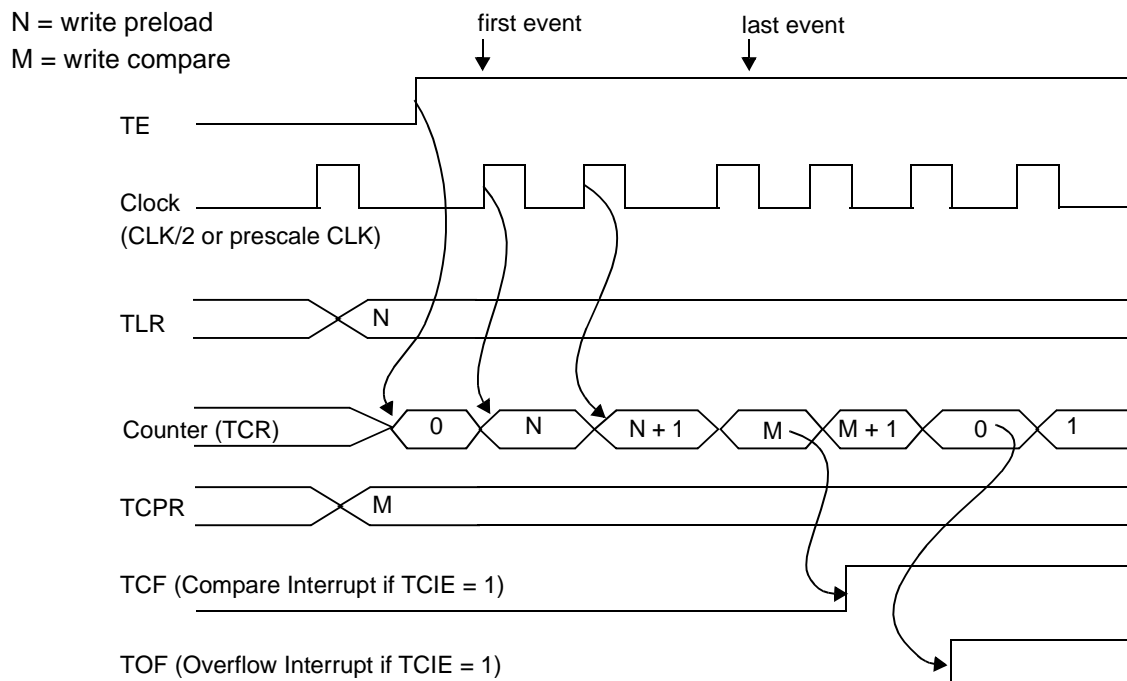 N = write preload
M = write compare
first event
last event
TE
Clock
(CLK/2 or prescale CLK)
TLR
N
Counter (TCR)
0
N
N + 1
M
M + 1
0
1
TCPR
M
TCF (Compare Interrupt if TCIE = 1)
TOF (Overflow Interrupt if TCIE = 1)